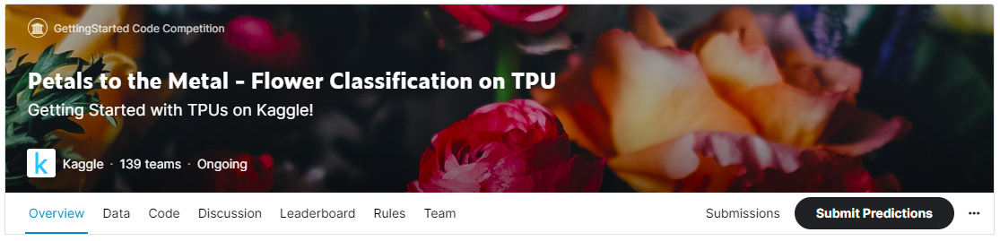 GettingStarted Code Competition
Petals to the Metal - Flower Classification on TPU
Getting Started with TPUs on Kaggle!
k Kaggle · 139 teams · Ongoing
Overview Data Code Discussion Leaderboard Rules Team Submissions Submit Predictions ...